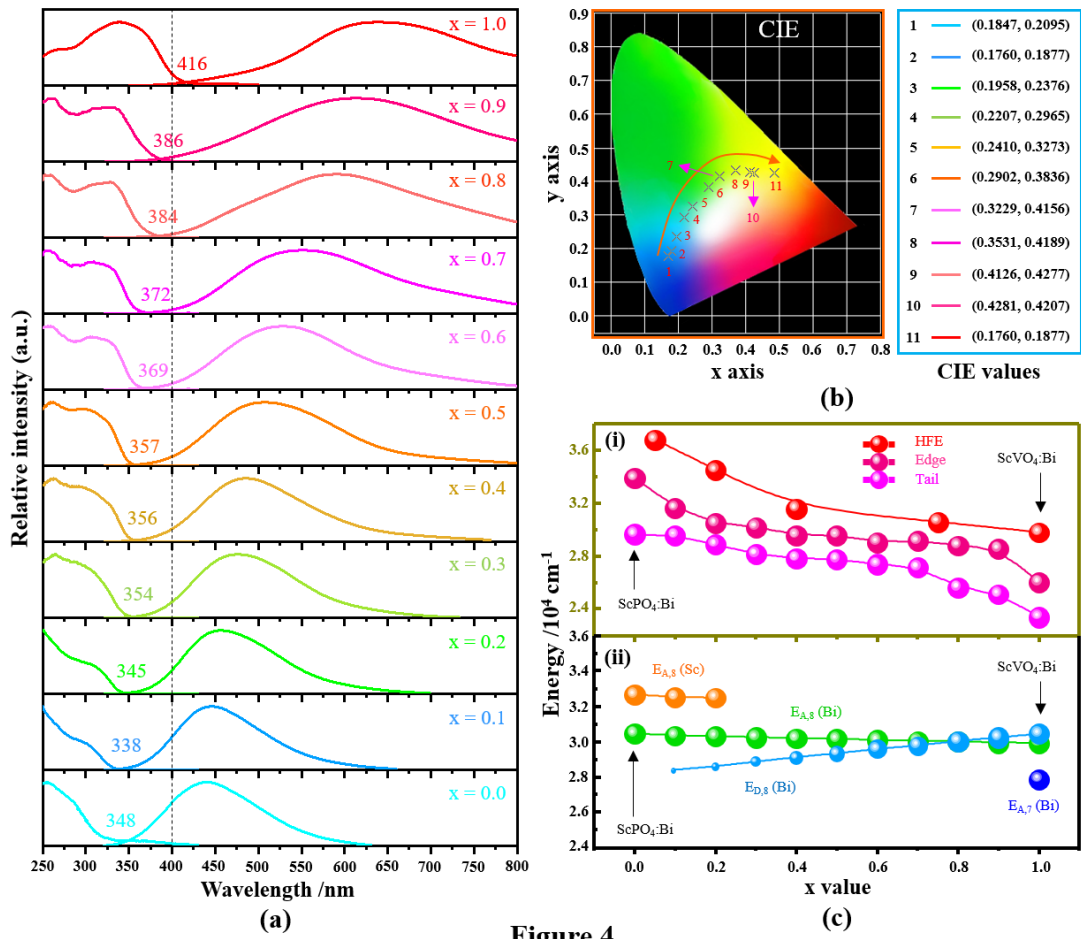 Relative intensity (a.u.)
x = 1.0
416
x = 0.9
386
x = 0.8
384
x = 0.7
372
x = 0.6
369
x = 0.5
357
x = 0.4
356
x = 0.3
354
x = 0.2
345
x = 0.1
338
x = 0.0
348
250 300 350 400 450 500 550 600 650 700 750 800
Wavelength /nm
(a)
CIE
y axis
0.9
0.8
0.7
0.6
0.5
0.4
0.3
0.2
0.1
0.0
7
6
8
9
11
5
10
4
3
2
1
0.0 0.1 0.2 0.3 0.4 0.5 0.6 0.7 0.8
x axis
(b)
1 (0.1847, 0.2095)
2 (0.1760, 0.1877)
3 (0.1958, 0.2376)
4 (0.2207, 0.2965)
5 (0.2410, 0.3273)
6 (0.2902, 0.3836)
7 (0.3229, 0.4156)
8 (0.3531, 0.4189)
9 (0.4126, 0.4277)
10 (0.4281, 0.4207)
11 (0.1760, 0.1877)
CIE values
Energy /10⁴ cm⁻¹
(i)
HFE
Edge
Tail
ScVO₄:Bi
ScPO₄:Bi
3.6
3.2
2.8
2.4
(ii)
E_A,8 (Sc)
E_A,8 (Bi)
ScVO₄:Bi
E_D,8 (Bi)
E_A,7 (Bi)
ScPO₄:Bi
3.6
3.3
3.0
2.7
2.4
0.0 0.2 0.4 0.6 0.8 1.0
x value
(c)
Figure 4